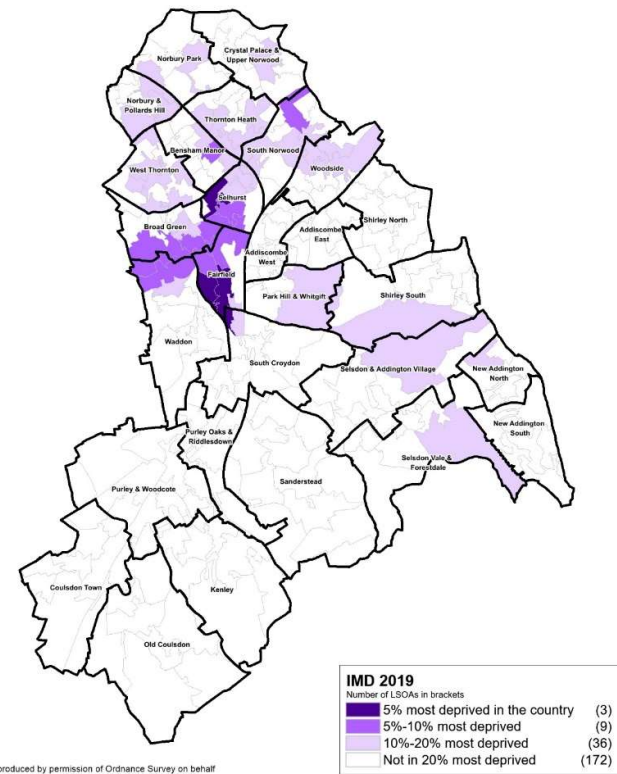 Norbury Park
Crystal Palace &
Upper Norwood
Norbury &
Pollards Hill
Thornton Heath
Bensham Manor
South Norwood
West Thornton
Woodside
Selhurst
Broad Green
Shirley North
Addiscombe
East
Addiscombe
West
Fairfield
Park Hill & Whitgift
Shirley South
Waddon
South Croydon
Selsdon & Addington Village
New Addington
North
New Addington
South
Purley Oaks &
Riddlesdown
Selsdon Vale &
Forestdale
Sanderstead
Purley & Woodcote
Coulsdon Town
Kenley
Old Coulsdon
IMD 2019
Number of LSOAs in brackets
5% most deprived in the country (3)
5%-10% most deprived (9)
10%-20% most deprived (36)
Not in 20% most deprived (172)
produced by permission of Ordnance Survey on behalf